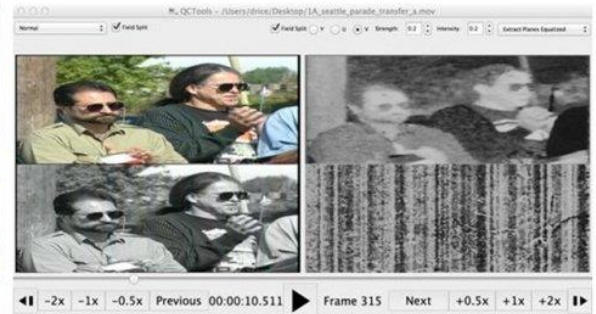 QCTools - /Users/drice/Desktop/1A_seattle_parade_transfer_a.mov
Normal Field Split Field Split Y U V Strength: 0.2 Intensity: 0.2 Extract Planes Equalized
-2x -1x -0.5x Previous 00:00:10.511 Frame 315 Next +0.5x +1x +2x